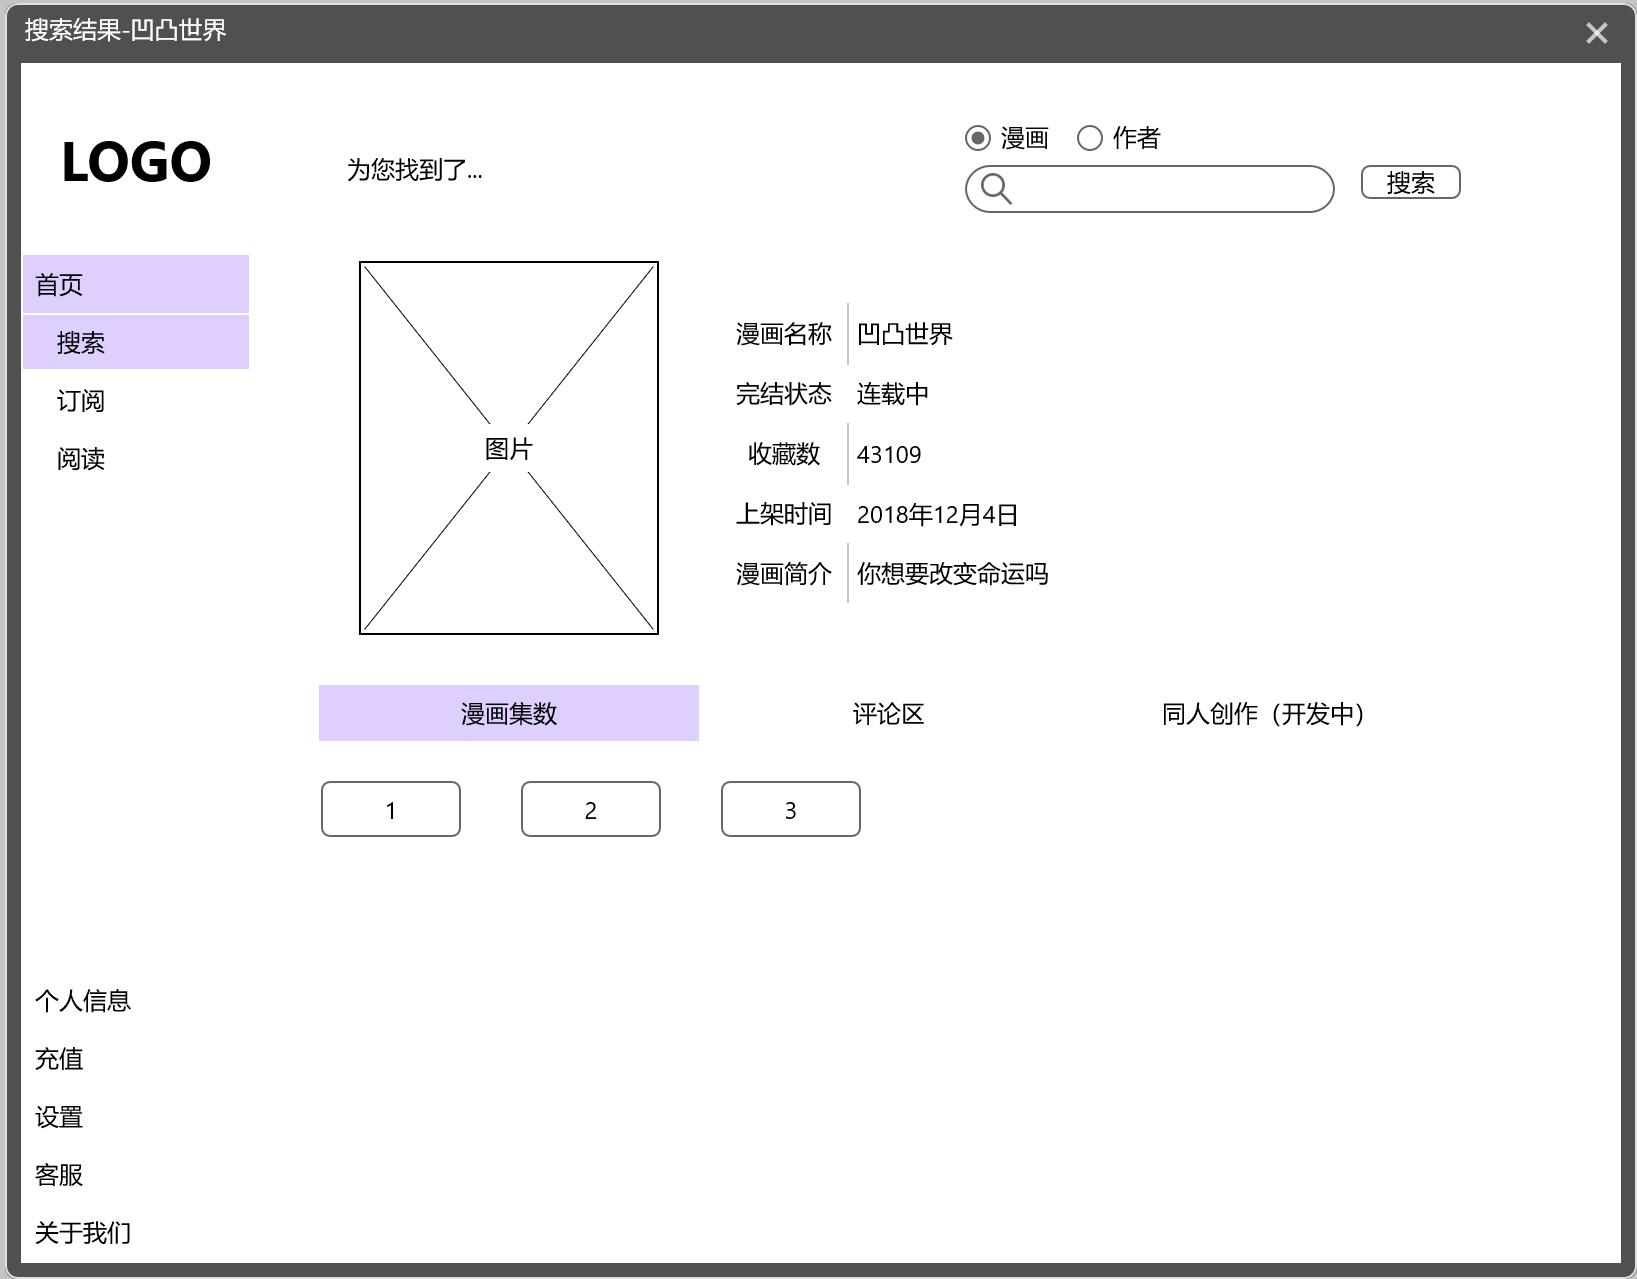 搜索结果-凹凸世界
LOGO
为您找到了...
漫画
作者
搜索
首页
搜索
订阅
阅读
图片
漫画名称 凹凸世界
完结状态 连载中
收藏数 43109
上架时间 2018年12月4日
漫画简介 你想要改变命运吗
漫画集数
评论区
同人创作（开发中）
1
2
3
个人信息
充值
设置
客服
关于我们